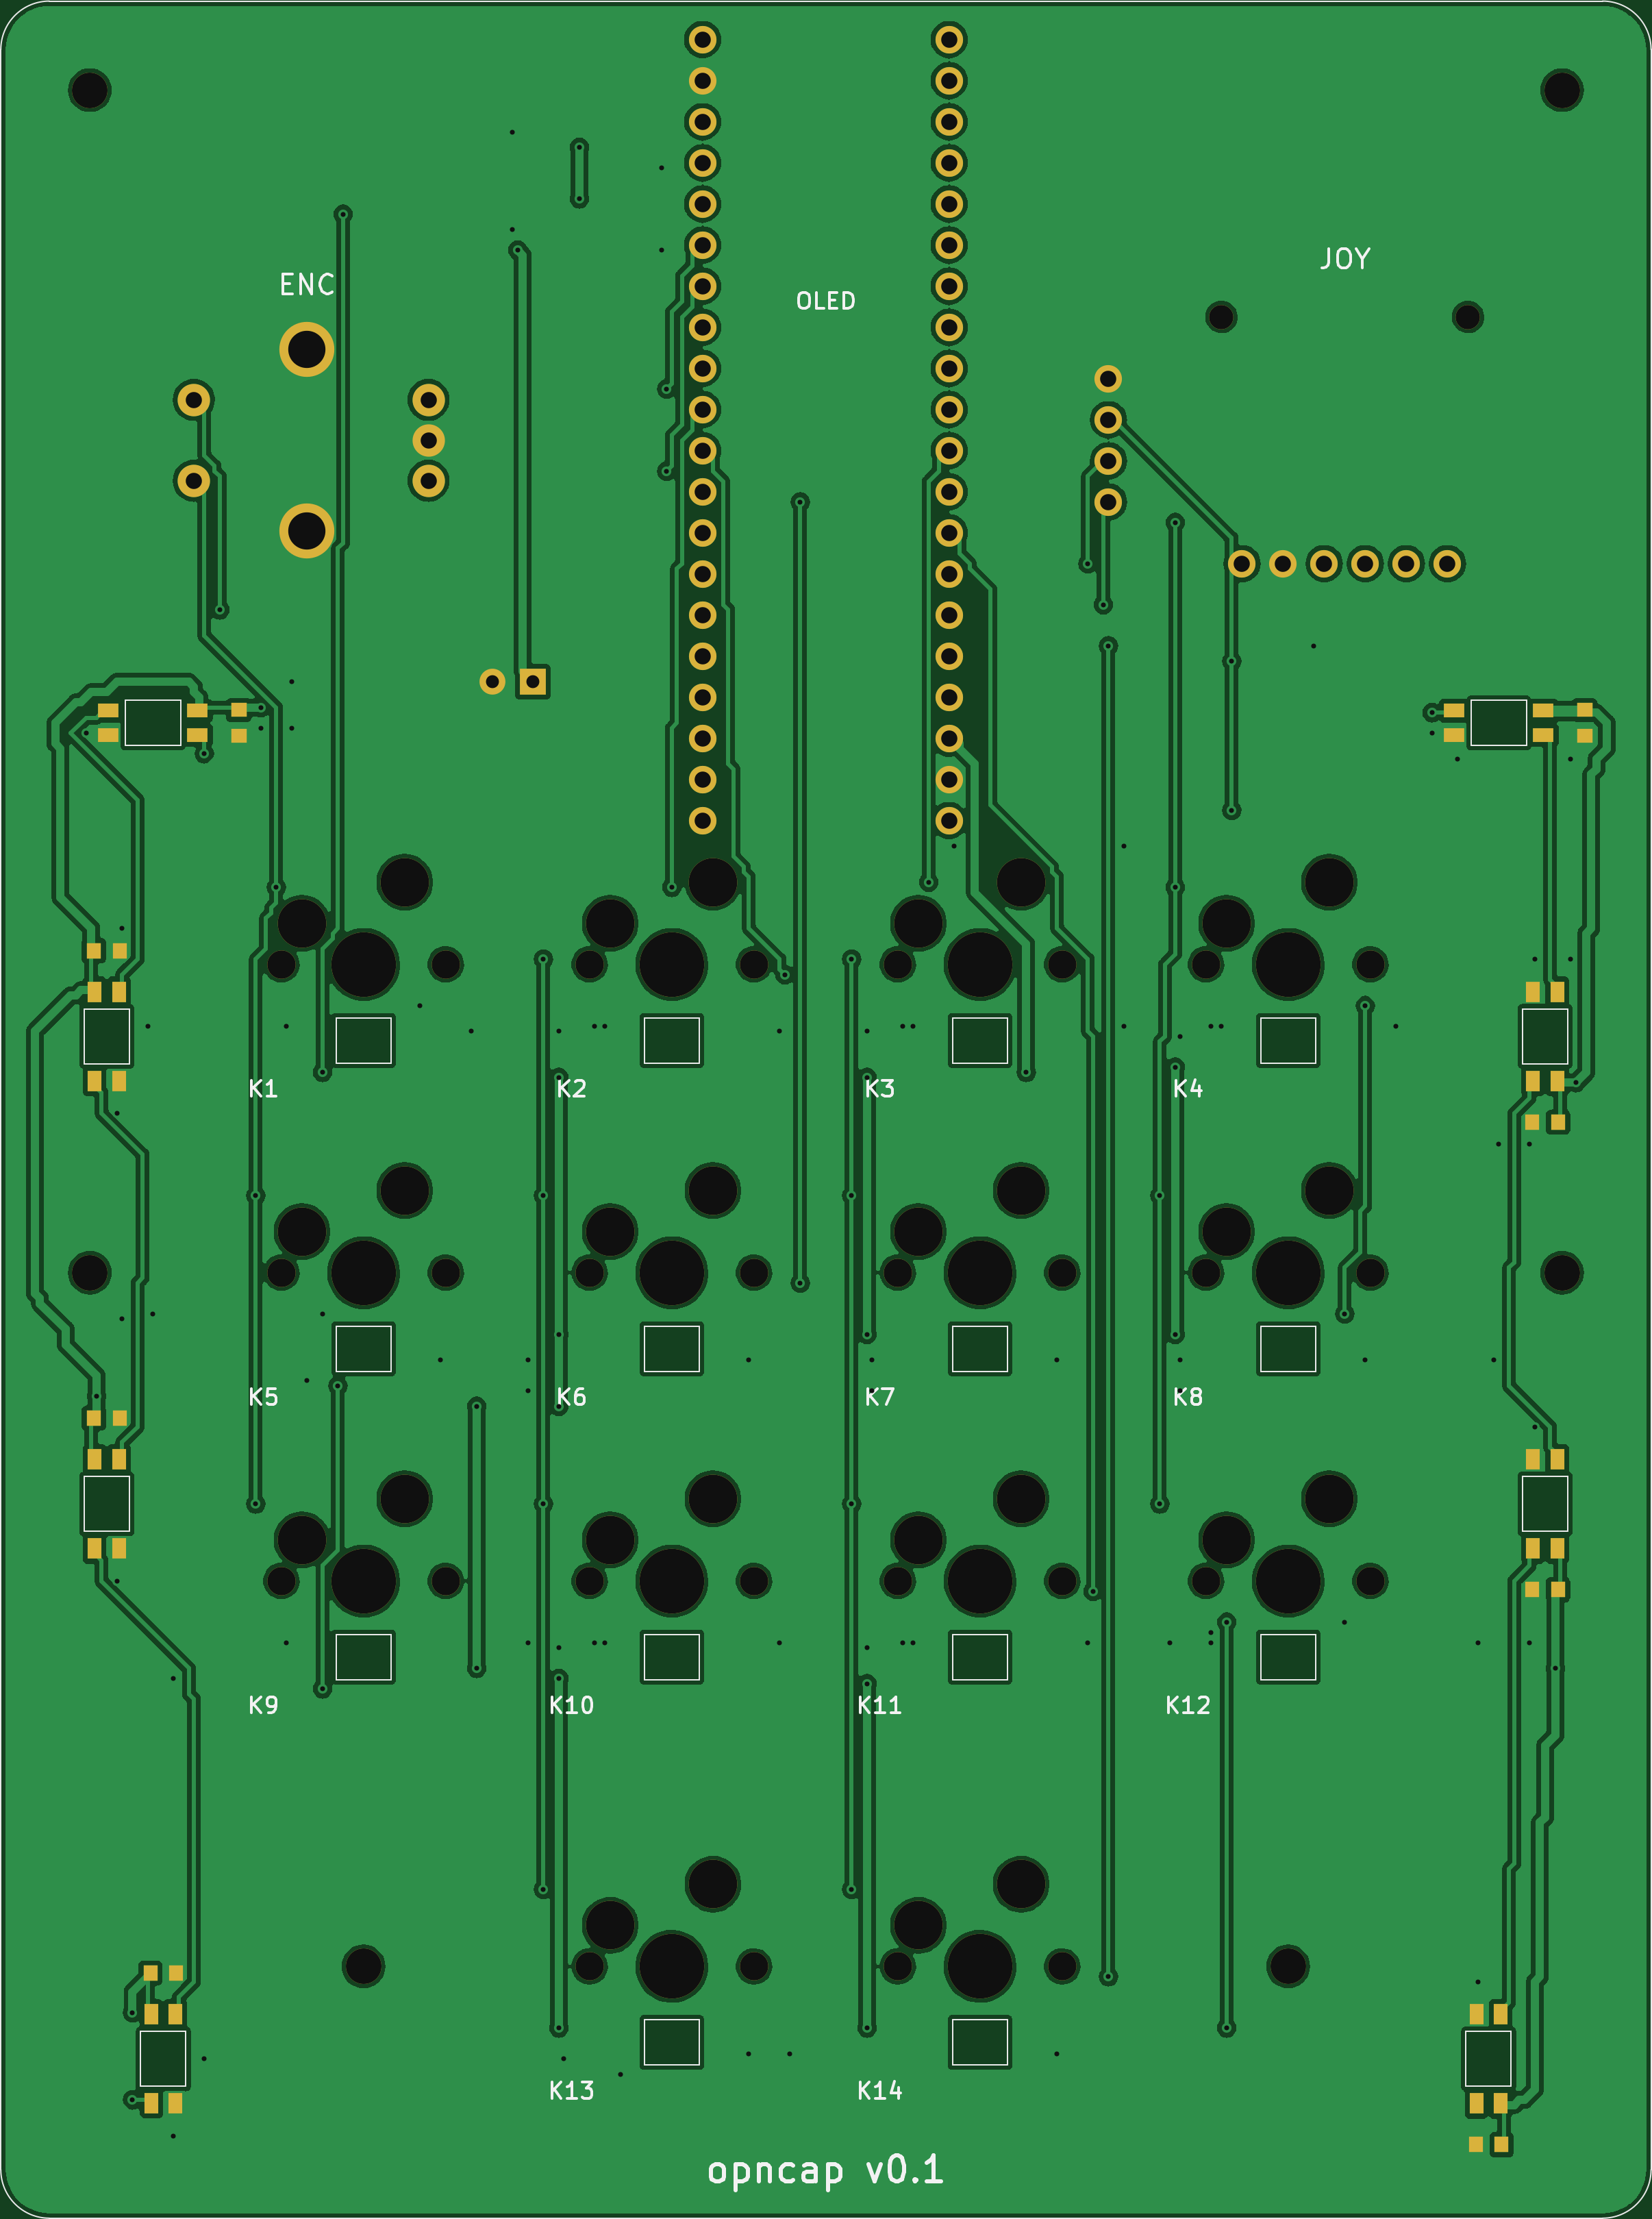 JOY
ENC
OLED
K1 K2 K3 K4
K5 K6 K7 K8
K9 K10 K11 K12
K13 K14
opncap v0.1